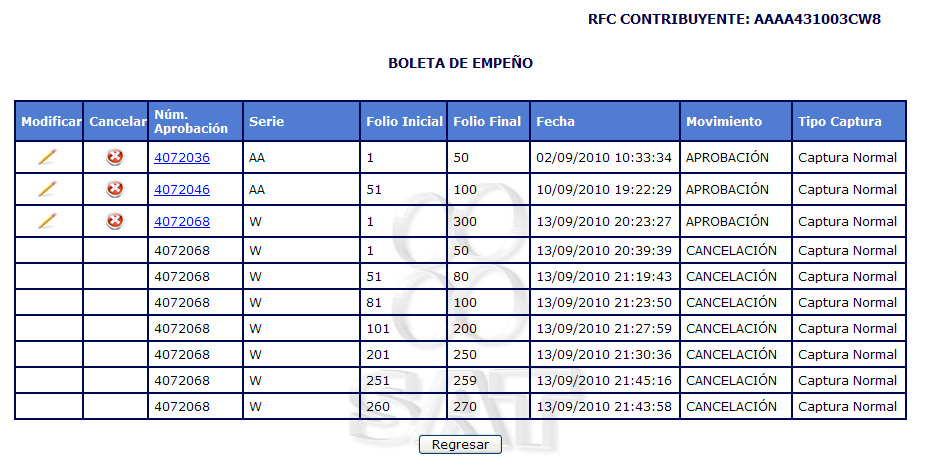 RFC CONTRIBUYENTE: AAAA431003CW8
BOLETA DE EMPEÑO
Modificar Cancelar Núm. Aprobación Serie Folio Inicial Folio Final Fecha Movimiento Tipo Captura
4072036 AA 1 50 02/09/2010 10:33:34 APROBACIÓN Captura Normal
4072046 AA 51 100 10/09/2010 19:22:29 APROBACIÓN Captura Normal
4072068 W 1 300 13/09/2010 20:23:27 APROBACIÓN Captura Normal
4072068 W 1 50 13/09/2010 20:39:39 CANCELACIÓN Captura Normal
4072068 W 51 80 13/09/2010 21:19:43 CANCELACIÓN Captura Normal
4072068 W 81 100 13/09/2010 21:23:50 CANCELACIÓN Captura Normal
4072068 W 101 200 13/09/2010 21:27:59 CANCELACIÓN Captura Normal
4072068 W 201 250 13/09/2010 21:30:36 CANCELACIÓN Captura Normal
4072068 W 251 259 13/09/2010 21:45:16 CANCELACIÓN Captura Normal
4072068 W 260 270 13/09/2010 21:43:58 CANCELACIÓN Captura Normal
SAT
Regresar